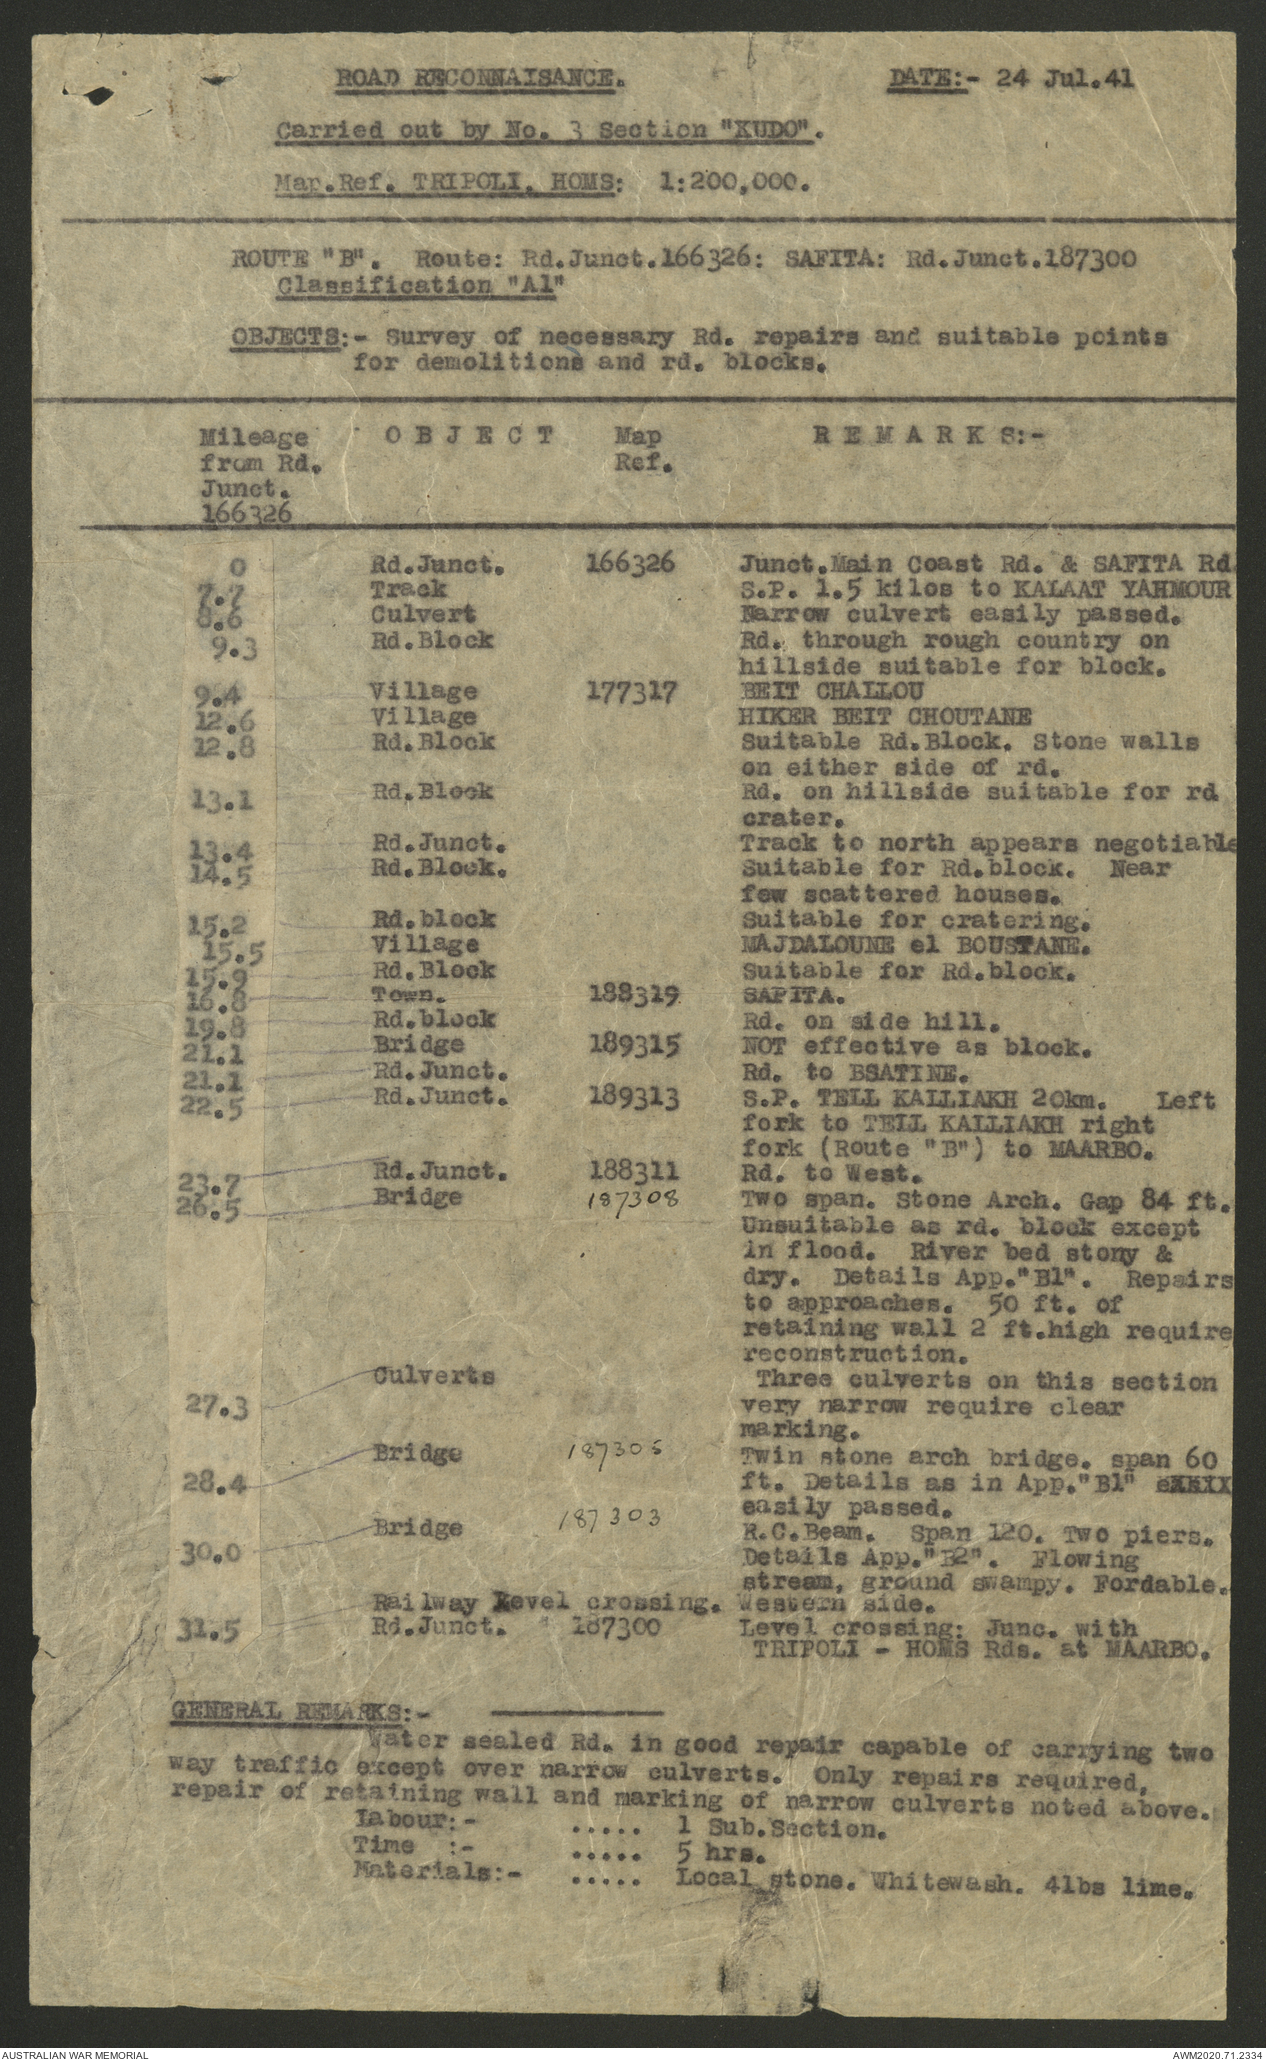 ROAD RECONNAISANCE. DATE:- 24 Jul.41
Carried out by No. 3 Section "KUDO".
Map.Ref. TRIPOLI. HOMS: 1:200,000.
ROUTE "B". Route: Rd.Junct.166326: SAFITA: Rd.Junct.187300
Classification "A1"
OBJECTS:- Survey of necessary Rd. repairs and suitable points
for demolitions and rd. blocks.
Mileage O B J E C T Map R E M A R K S:-
from Rd. Ref.
Junct.
166326
0 Rd.Junct. 166326 Junct.Main Coast Rd. & SAFITA Rd.
7.7 Track S.P. 1.5 kilos to KALAAT YAHMOUR
8.6 Culvert Narrow culvert easily passed.
9.3 Rd.Block Rd. through rough country on
hillside suitable for block.
9.4 Village 177317 BEIT CHALLOU
12.6 Village HIKER BEIT CHOUTANE
12.8 Rd.Block Suitable Rd.Block. Stone walls
on either side of rd.
13.1 Rd.Block Rd. on hillside suitable for rd
crater.
13.4 Rd.Junct. Track to north appears negotiable
14.5 Rd.Block. Suitable for Rd.block. Near
few scattered houses.
15.2 Rd.block Suitable for cratering.
15.5 Village MAJDALOUNE el BOUSTANE.
15.9 Rd.Block Suitable for Rd.block.
16.8 Town. 188319 SAFITA.
19.8 Rd.block Rd. on side hill.
21.1 Bridge 189315 NOT effective as block.
21.1 Rd.Junct. Rd. to BSATINE.
22.5 Rd.Junct. 189313 S.P. TELL KALLIAKH 20km. Left
fork to TELL KALLIAKH right
fork (Route "B") to MAARBO.
23.7 Rd.Junct. 188311 Rd. to West.
26.5 Bridge 187308 Two span. Stone Arch. Gap 84 ft.
Unsuitable as rd. block except
in flood. River bed stony &
dry. Details App."B1". Repairs
to approaches. 50 ft. of
retaining wall 2 ft.high require
reconstruction.
27.3 Culverts Three culverts on this section
very narrow require clear
marking.
28.4 Bridge 187305 Twin stone arch bridge. span 60
ft. Details as in App."B1"
easily passed.
30.0 Bridge 187303 R.C.Beam. Span 120. Two piers.
Details App."B2". Flowing
stream, ground swampy. Fordable.
Railway Level crossing. Western side.
31.5 Rd.Junct. 187300 Level crossing: Junc. with
TRIPOLI - HOMS Rds. at MAARBO.
GENERAL REMARKS:-
Water sealed Rd. in good repair capable of carrying two
way traffic except over narrow culverts. Only repairs required,
repair of retaining wall and marking of narrow culverts noted above.
Labour:- ..... 1 Sub.Section.
Time :- ..... 5 hrs.
Materials:- ..... Local stone. Whitewash. 4lbs lime.
AUSTRALIAN WAR MEMORIAL AWM2020.71.2334